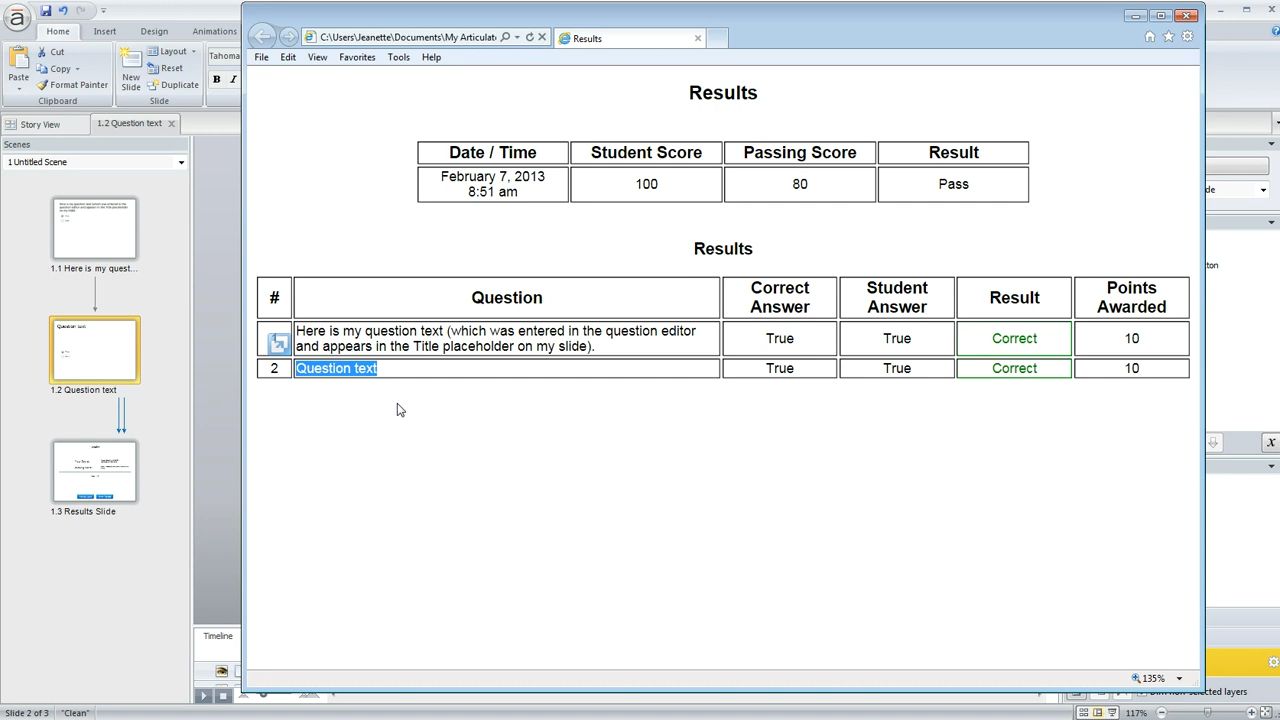 Home
Insert
Design
Animations
Paste
Cut
Copy
Format Painter
Clipboard
New Slide
Layout
Reset
Duplicate
Slide
Tahoma
B I
Story View
1.2 Question text
Scenes
1 Untitled Scene
1.1 Here is my quest...
Question text
1.2 Question text
1.3 Results Slide
Timeline
Slide 2 of 3
"Clean"
C:\Users\Jeanette\Documents\My Articulat
Results
File Edit View Favorites Tools Help
Results
Date / Time Student Score Passing Score Result
February 7, 2013
8:51 am
100 80 Pass
Results
# Question Correct Answer Student Answer Result Points Awarded
Here is my question text (which was entered in the question editor
and appears in the Title placeholder on my slide).
True True Correct 10
2 Question text True True Correct 10
135%
117%